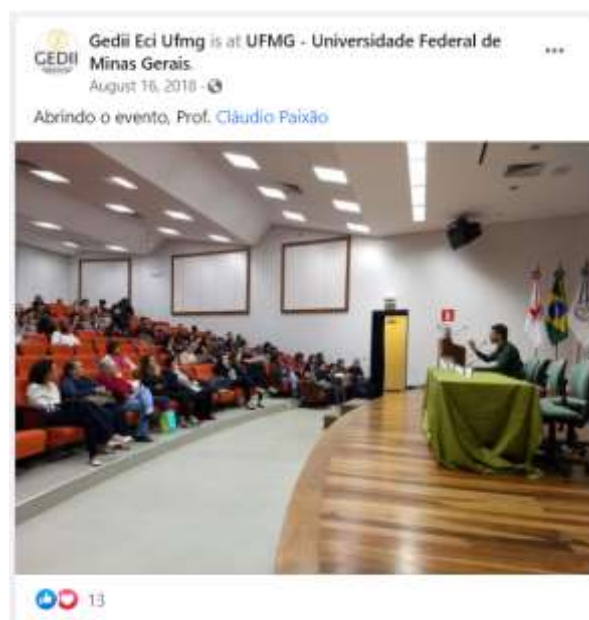 GEDII
Gedii Eci Ufmg is at UFMG - Universidade Federal de
Minas Gerais.
August 16, 2018
Abrindo o evento, Prof. Cláudio Paixão
13